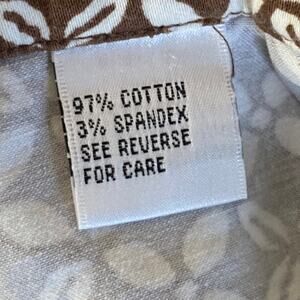 97% COTTON
3% SPANDEX
SEE REVERSE
FOR CARE